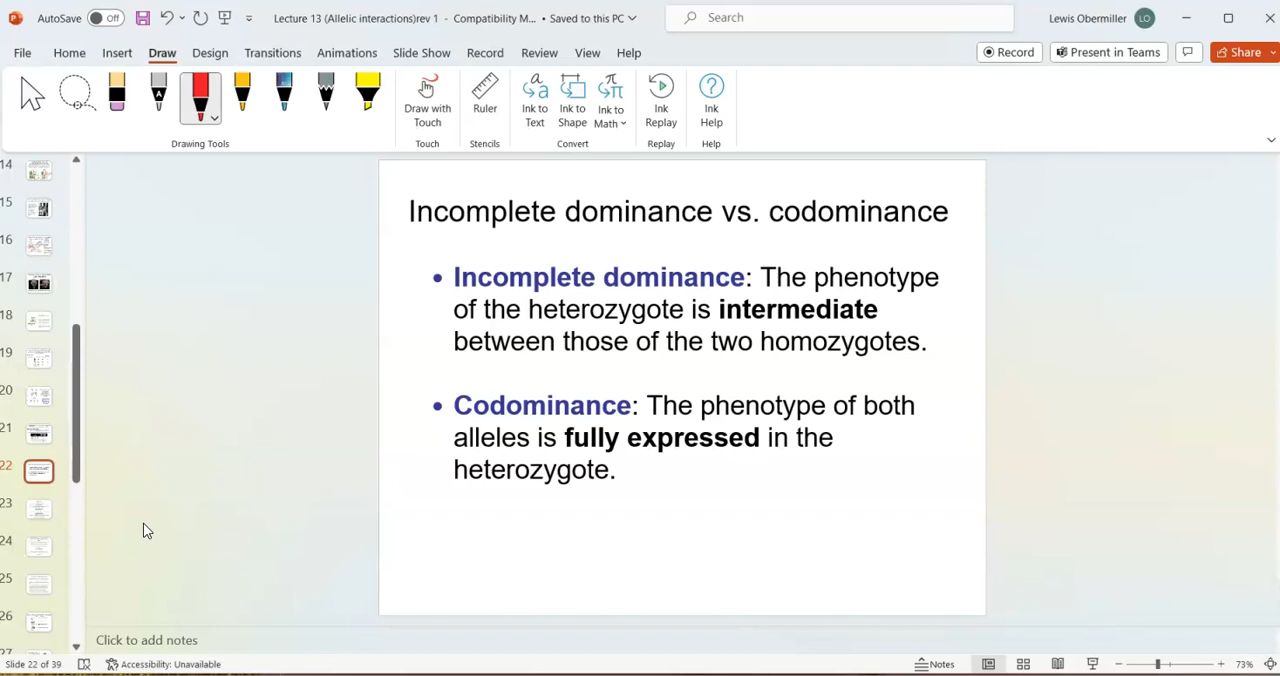 AutoSave Off Lecture 13 (Allelic interactions)rev 1 - Compatibility M... • Saved to this PC Search Lewis Obermiller LO
File Home Insert Draw Design Transitions Animations Slide Show Record Review View Help Record Present in Teams Share
A
Draw with Touch
Ruler
Ink to Text
Ink to Shape
Ink to Math
Ink Replay
Ink Help
Drawing Tools Touch Stencils Convert Replay Help
14
15
16
17
18
19
20
21
22
23
24
25
26
27
Incomplete dominance vs. codominance
• Incomplete dominance: The phenotype
of the heterozygote is intermediate
between those of the two homozygotes.
• Codominance: The phenotype of both
alleles is fully expressed in the
heterozygote.
Click to add notes
Slide 22 of 39 Accessibility: Unavailable Notes 73%